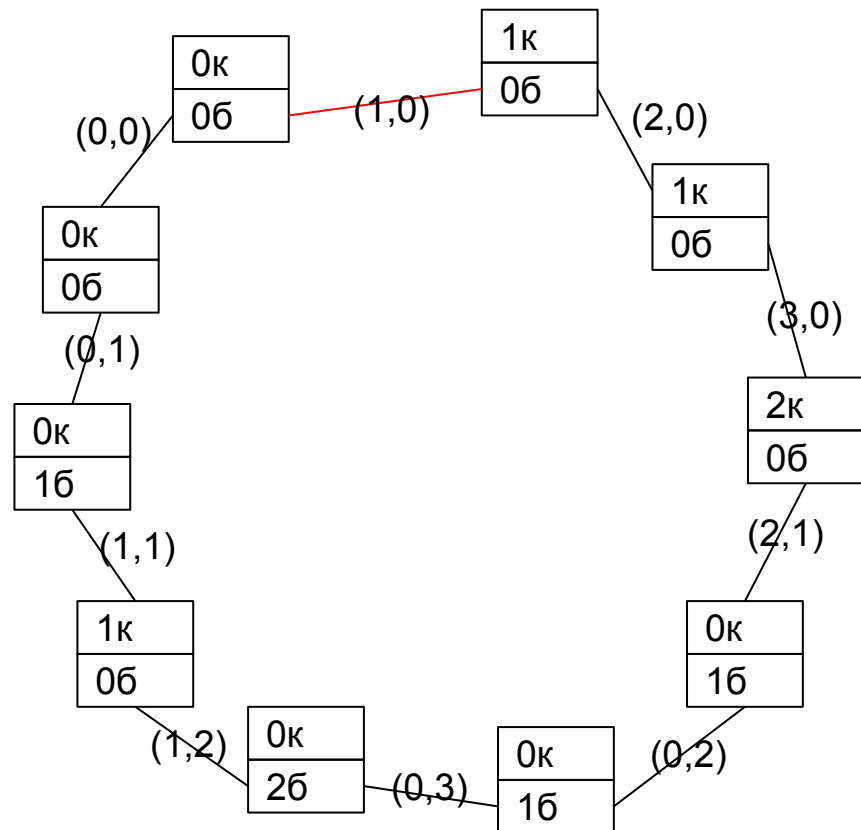 0к
0б
(1,0)
1к
0б
(2,0)
1к
0б
(3,0)
2к
0б
(2,1)
0к
1б
(0,2)
0к
1б
(0,3)
0к
2б
(1,2)
1к
0б
(1,1)
0к
1б
(0,1)
0к
0б
(0,0)